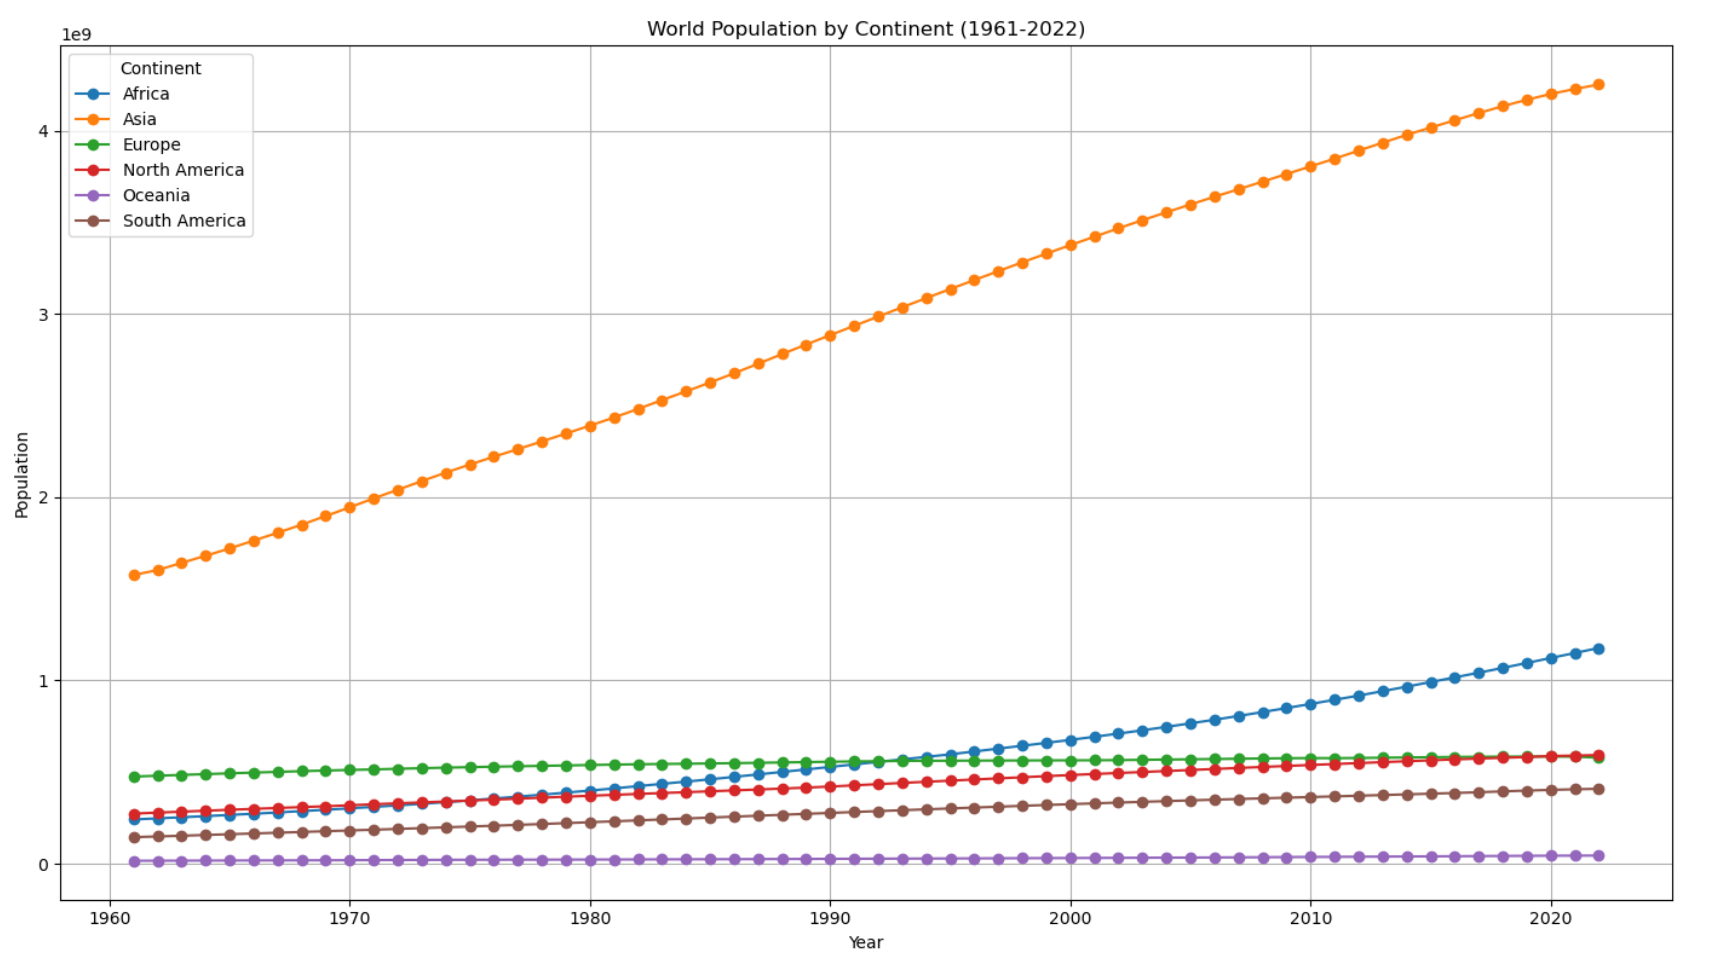 World Population by Continent (1961-2022)
1e9
Continent
Africa
Asia
Europe
North America
Oceania
South America
4
3
2
1
0
Population
1960
1970
1980
1990
2000
2010
2020
Year